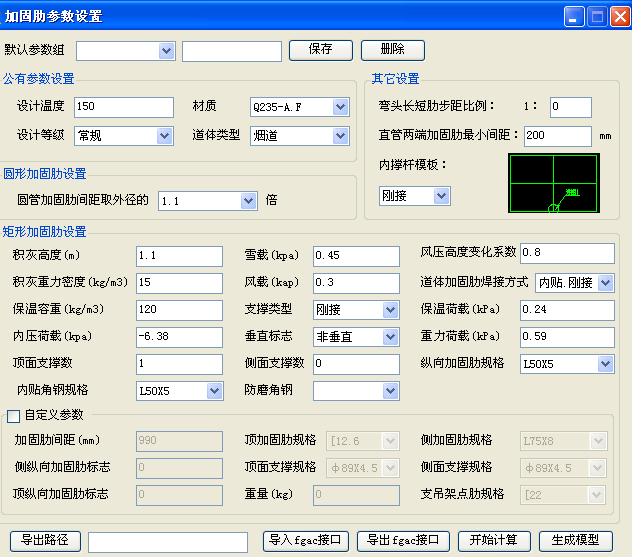 加固肋参数设置
默认参数组 保存 删除
公有参数设置
设计温度 150 材质 Q235-A.F
设计等级 常规 道体类型 烟道
圆形加固肋设置
圆管加固肋间距取外径的 1.1 倍
其它设置
弯头长短肋步距比例： 1： 0
直管两端加固肋最小间距： 200 mm
内撑杆模板：
刚接
矩形加固肋设置
积灰高度(m) 1.1 雪载(kpa) 0.45 风压高度变化系数 0.8
积灰重力密度(kg/m3) 15 风载(kap) 0.3 道体加固肋焊接方式 内贴.刚接
保温容重(kg/m3) 120 支撑类型 刚接 保温荷载(kPa) 0.24
内压荷载(kpa) -6.38 垂直标志 非垂直 重力荷载(kPa) 0.59
顶面支撑数 1 侧面支撑数 0 纵向加固肋规格 L50X5
内贴角钢规格 L50X5 防磨角钢
自定义参数
加固肋间距(mm) 990 顶加固肋规格 [12.6 侧加固肋规格 L75X8
侧纵向加固肋标志 0 顶面支撑规格 φ89X4.5 侧面支撑规格 φ89X4.5
顶纵向加固肋标志 0 重量(kg) 0 支吊架点肋规格 [22
导出路径 导入fgac接口 导出fgac接口 开始计算 生成模型